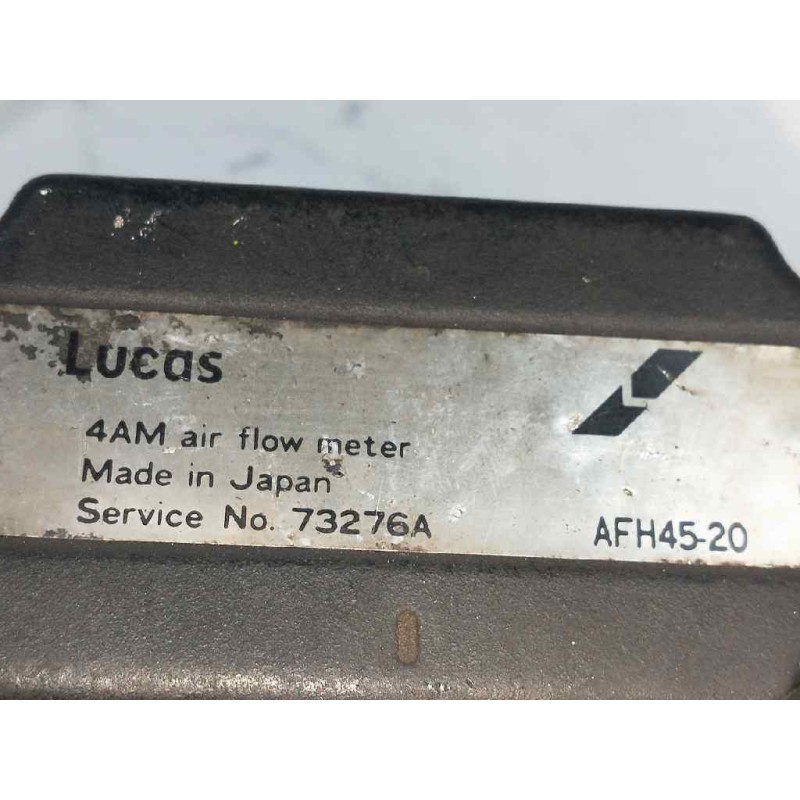 Lucas
4AM air flow meter
Made in Japan
Service No. 73276A
AFH45-20